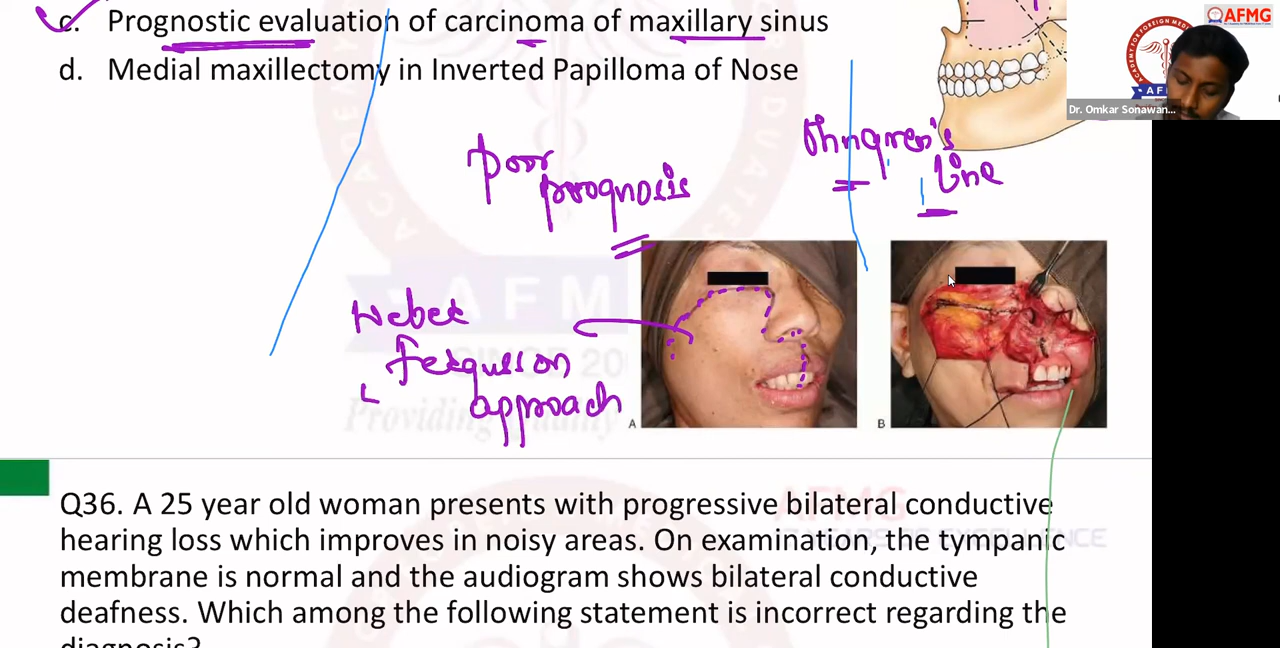 c. Prognostic evaluation of carcinoma of maxillary sinus
d. Medial maxillectomy in Inverted Papilloma of Nose
AFMG
Dr. Omkar Sonawan...
Ohngren's
line
poor
prognosis
Weber
Fergusson
approach
A
B
Q36. A 25 year old woman presents with progressive bilateral conductive
hearing loss which improves in noisy areas. On examination, the tympanic
membrane is normal and the audiogram shows bilateral conductive
deafness. Which among the following statement is incorrect regarding the
diagnosis?